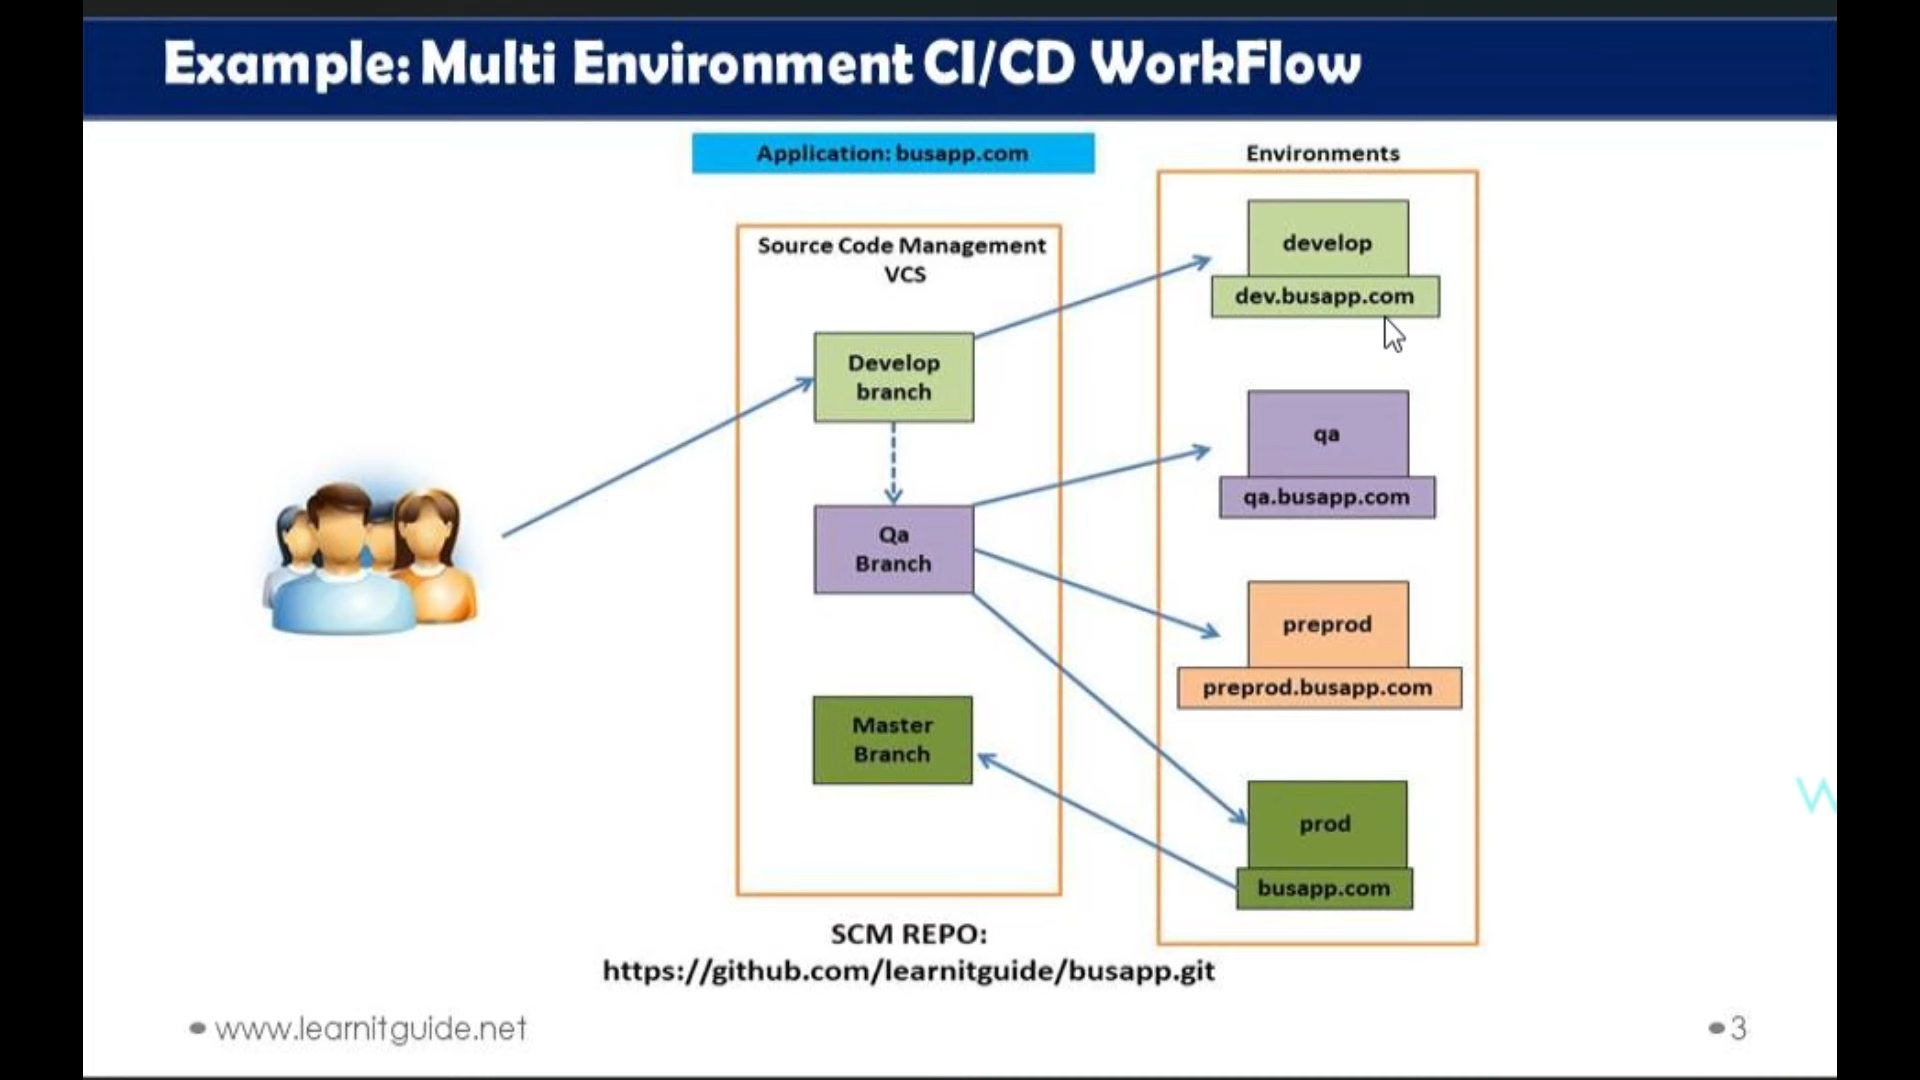 Example: Multi Environment CI/CD WorkFlow
Application: busapp.com
Environments
Source Code Management
VCS
develop
dev.busapp.com
Develop
branch
qa
qa.busapp.com
Qa
Branch
preprod
preprod.busapp.com
Master
Branch
prod
busapp.com
SCM REPO:
https://github.com/learnitguide/busapp.git
www.learnitguide.net
3
W